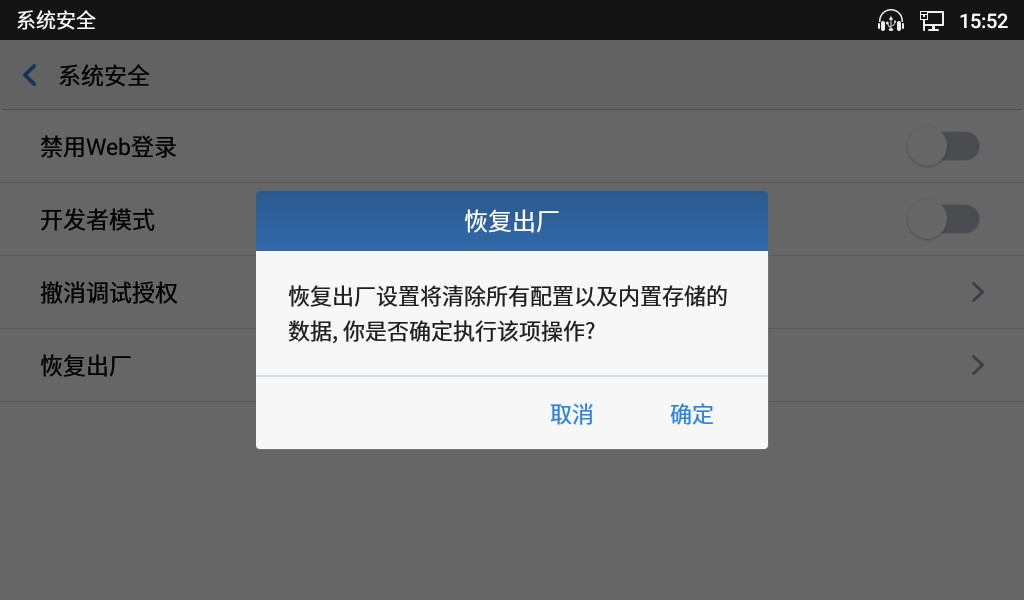 系统安全
15:52
系统安全
禁用Web登录
开发者模式
撤消调试授权
恢复出厂
恢复出厂
恢复出厂设置将清除所有配置以及内置存储的
数据, 你是否确定执行该项操作?
取消
确定